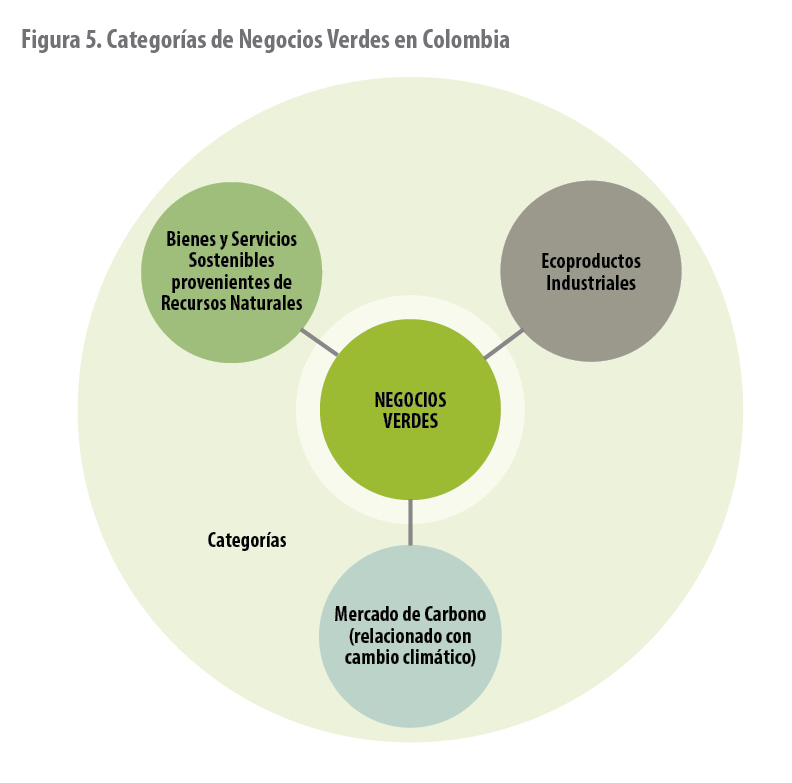 Figura 5. Categorías de Negocios Verdes en Colombia
Bienes y Servicios
Sostenibles
provenientes de
Recursos Naturales
Ecoproductos
Industriales
NEGOCIOS
VERDES
Categorías
Mercado de Carbono
(relacionado con
cambio climático)